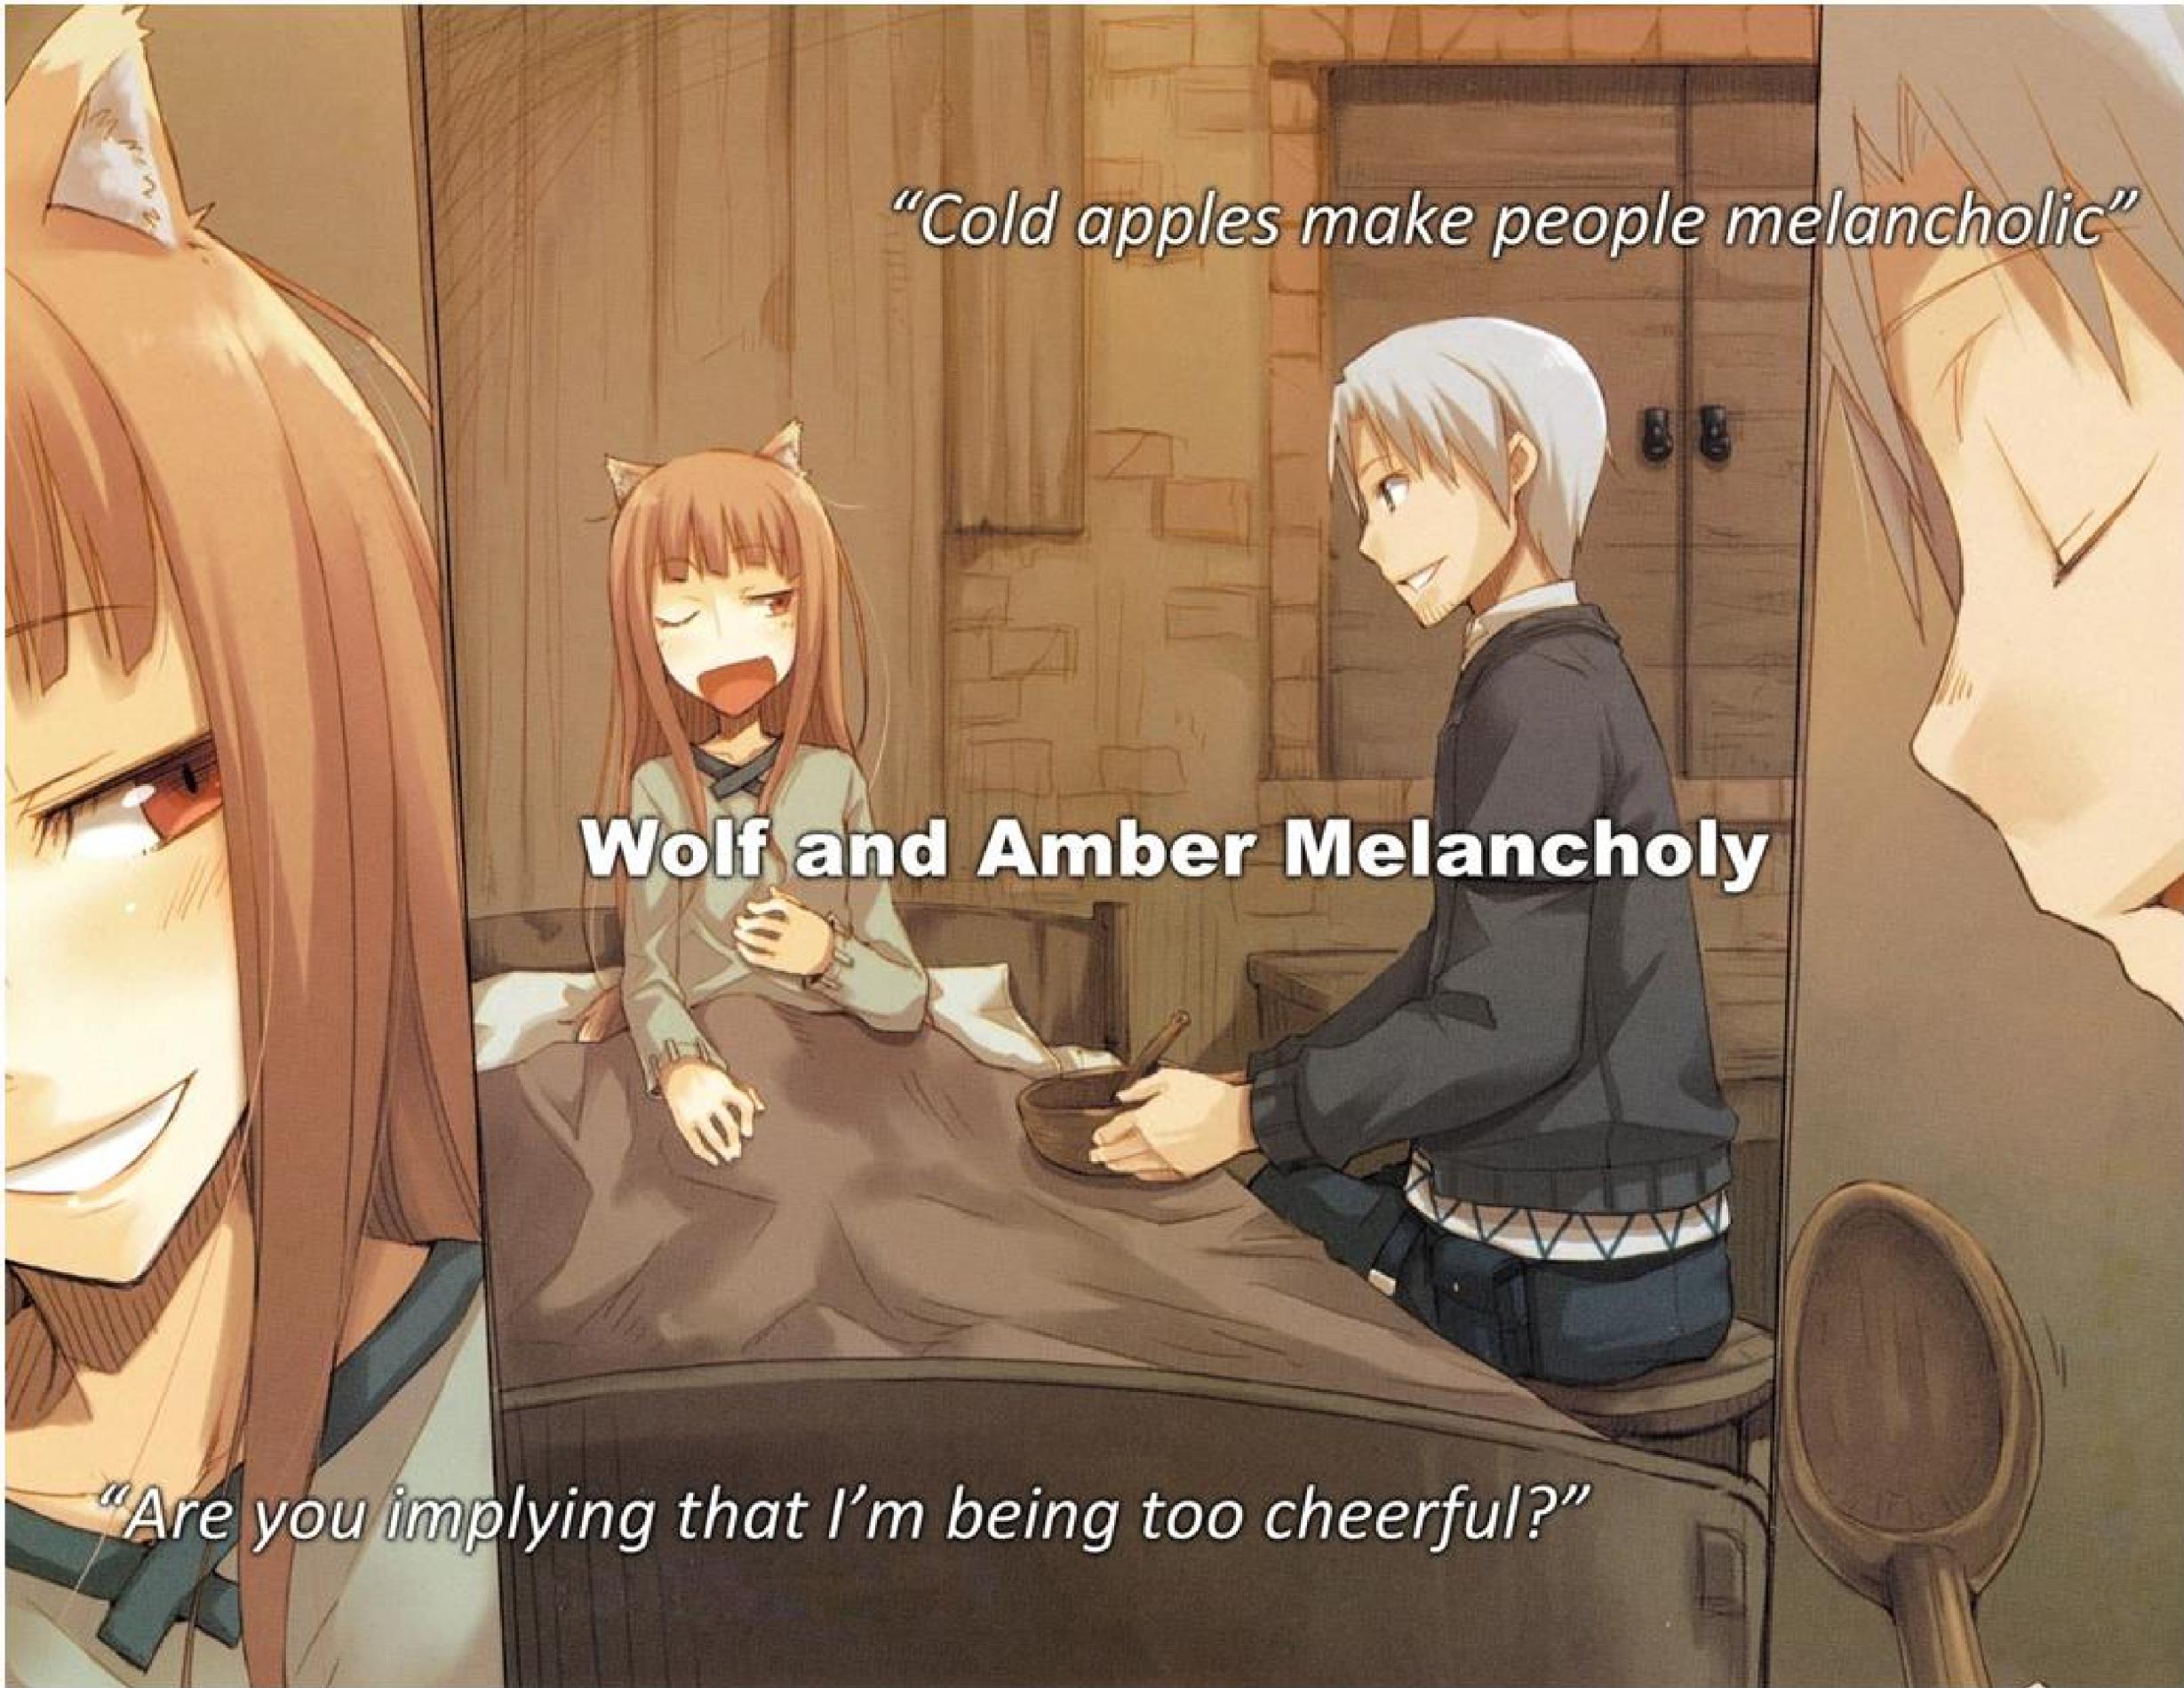 “Cold apples make people melancholic”
Wolf and Amber Melancholy
“Are you implying that I’m being too cheerful?”